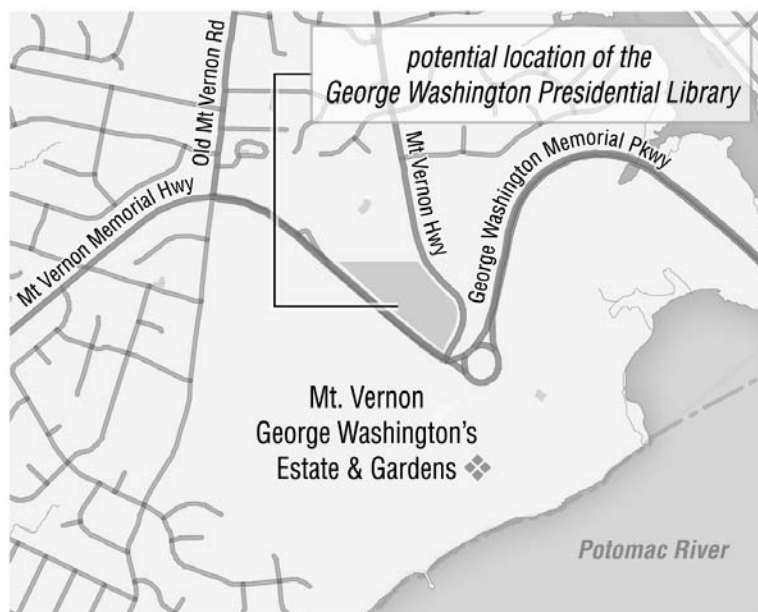 potential location of the
George Washington Presidential Library
Old Mt Vernon Rd
Mt Vernon Hwy
George Washington Memorial Pkwy
Mt Vernon Memorial Hwy
Mt. Vernon
George Washington's
Estate & Gardens
Potomac River